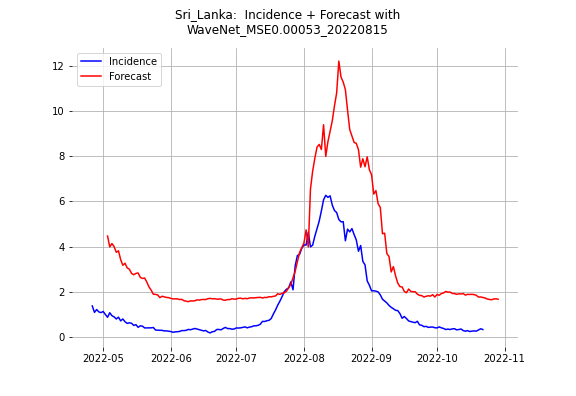 Sri_Lanka:  Incidence + Forecast with
WaveNet_MSE0.00053_20220815
Incidence
Forecast
12
10
8
6
4
2
0
2022-05 2022-06 2022-07 2022-08 2022-09 2022-10 2022-11